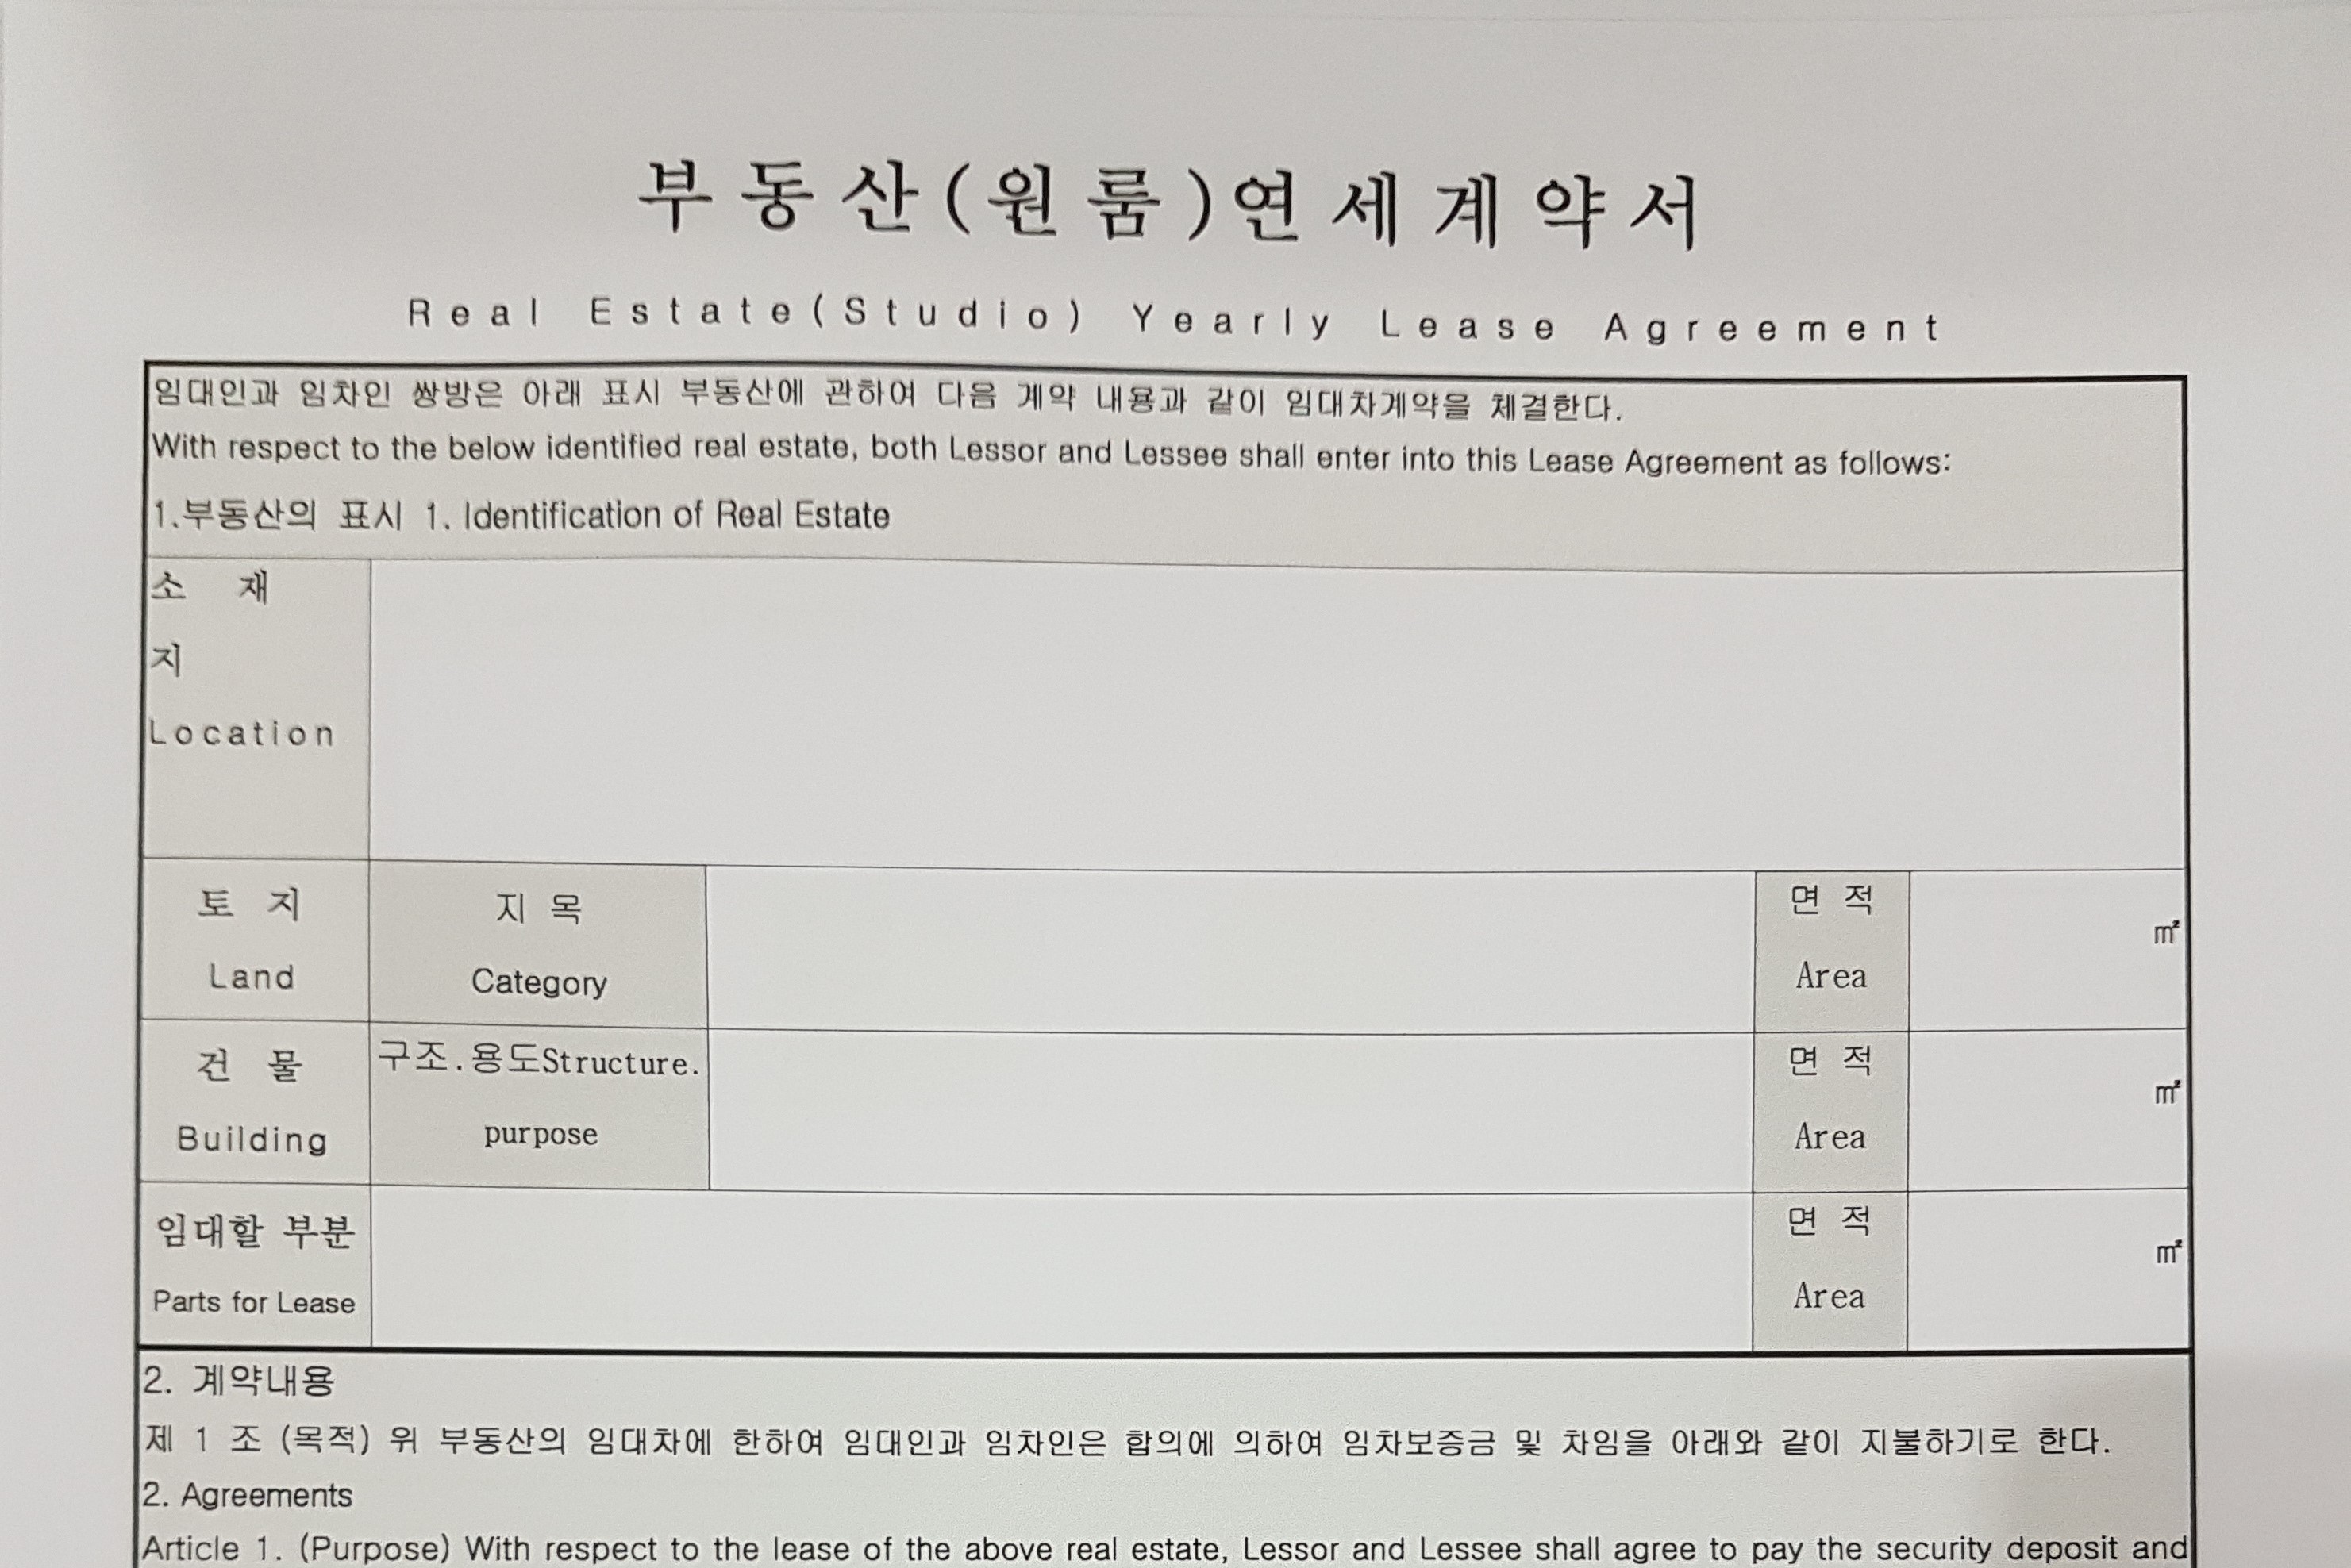 부동산(원룸)연세계약서
Real Estate(Studio) Yearly Lease Agreement
임대인과 임차인 쌍방은 아래 표시 부동산에 관하여 다음 계약 내용과 같이 임대차계약을 체결한다.
With respect to the below identified real estate, both Lessor and Lessee shall enter into this Lease Agreement as follows:
1.부동산의 표시 1. Identification of Real Estate
소 재
지
Location
토 지
Land
지 목
Category
면 적
Area
㎡
건 물
Building
구조.용도Structure.
purpose
면 적
Area
㎡
임대할 부분
Parts for Lease
면 적
Area
㎡
2. 계약내용
제 1 조 (목적) 위 부동산의 임대차에 한하여 임대인과 임차인은 합의에 의하여 임차보증금 및 차임을 아래와 같이 지불하기로 한다.
2. Agreements
Article 1. (Purpose) With respect to the lease of the above real estate, Lessor and Lessee shall agree to pay the security deposit and